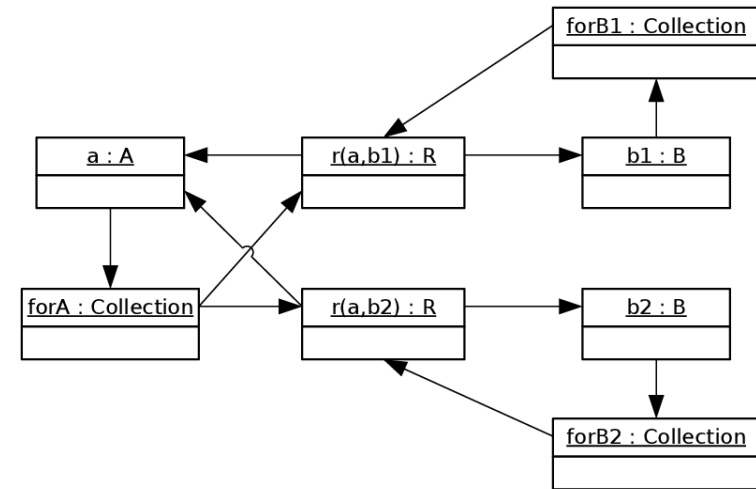 forB1 : Collection
a : A
r(a,b1) : R
b1 : B
forA : Collection
r(a,b2) : R
b2 : B
forB2 : Collection